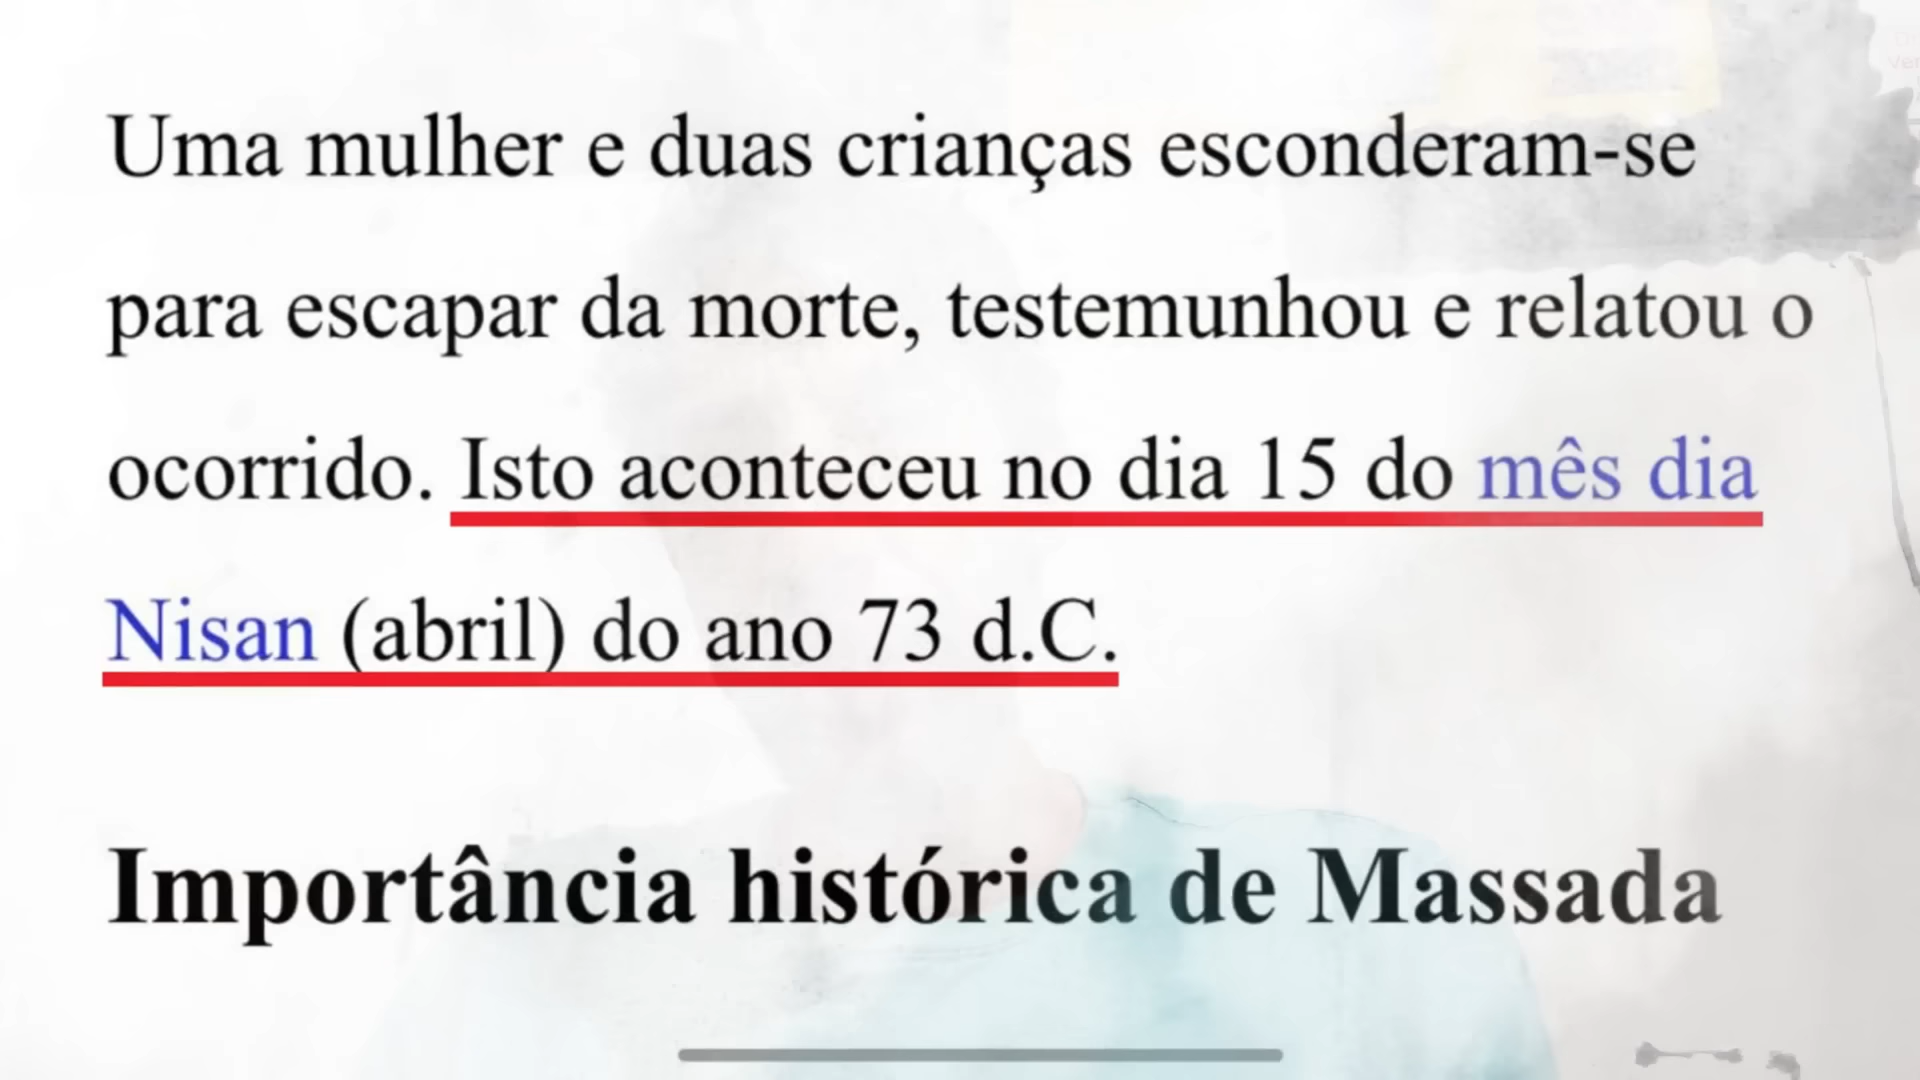 Uma mulher e duas crianças esconderam-se
para escapar da morte, testemunhou e relatou o
ocorrido. Isto aconteceu no dia 15 do mês dia
Nisan (abril) do ano 73 d.C.
Importância histórica de Massada